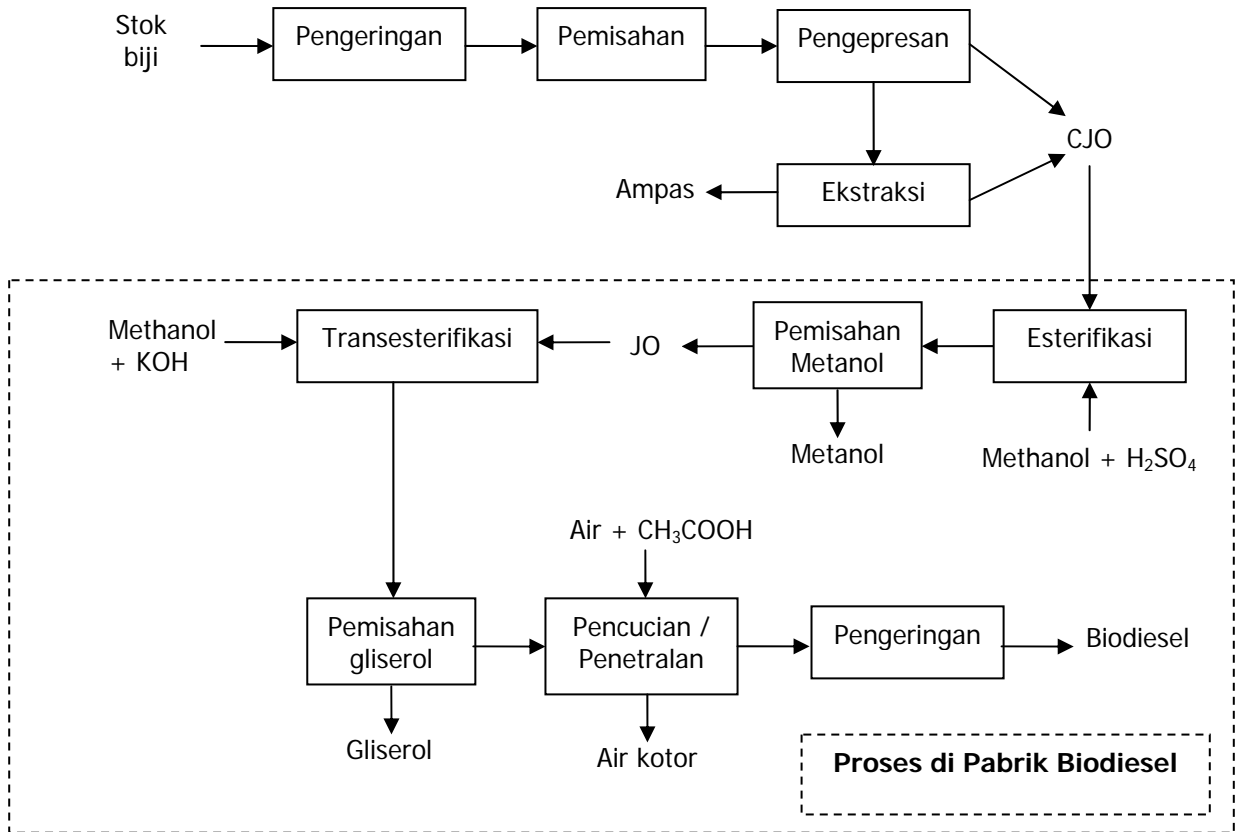 Stok
biji
Pengeringan
Pemisahan
Pengepresan
CJO
Ampas
Ekstraksi
Methanol
+ KOH
Transesterifikasi
JO
Pemisahan
Metanol
Esterifikasi
Metanol
Methanol + H₂SO₄
Air + CH₃COOH
Pemisahan
gliserol
Pencucian /
Penetralan
Pengeringan
Biodiesel
Gliserol
Air kotor
Proses di Pabrik Biodiesel